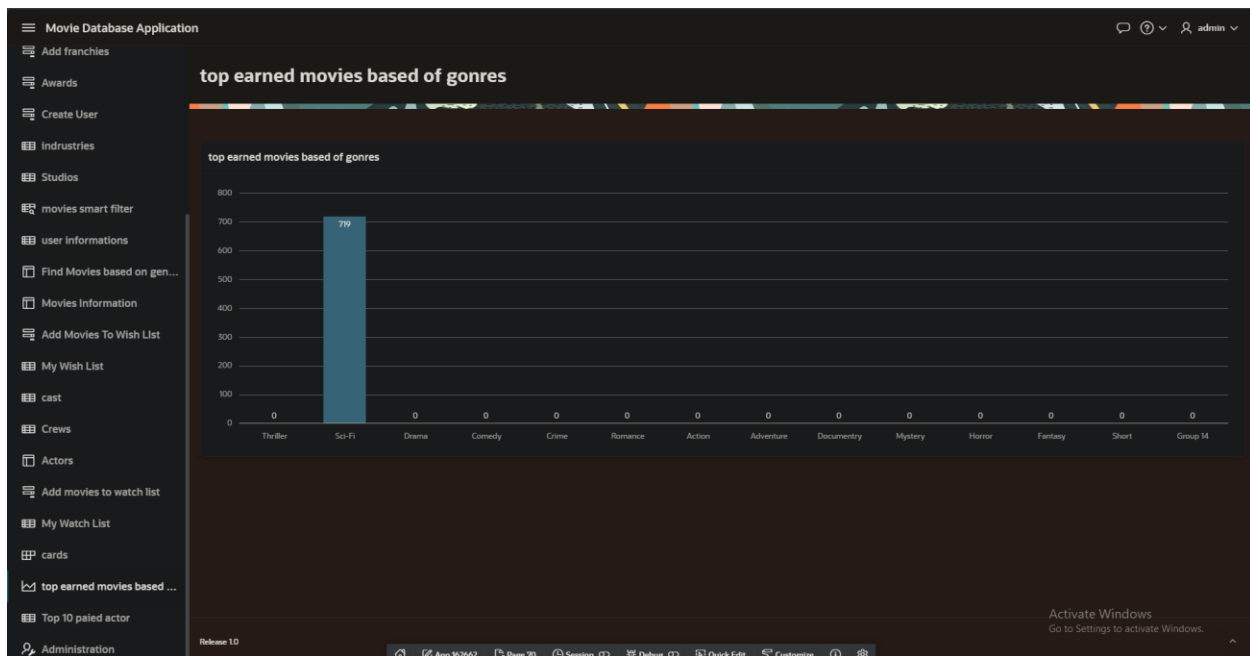 Movie Database Application
admin
Add franchies
Awards
Create User
indrustries
Studios
movies smart filter
user informations
Find Movies based on gen...
Movies Information
Add Movies To Wish LIst
My Wish List
cast
Crews
Actors
Add movies to watch list
My Watch List
cards
top earned movies based ...
Top 10 paied actor
Administration
top earned movies based of gonres
top earned movies based of gonres
800
700
600
500
400
300
200
100
0
0 719 0 0 0 0 0 0 0 0 0 0 0 0
Thriller Sci-Fi Drama Comedy Crime Romance Action Adventure Documentry Mystery Horror Fantasy Short Group 14
Activate Windows
Go to Settings to activate Windows.
Release 1.0
App 162662 Page 70 Session Debug Quick Edit Customize